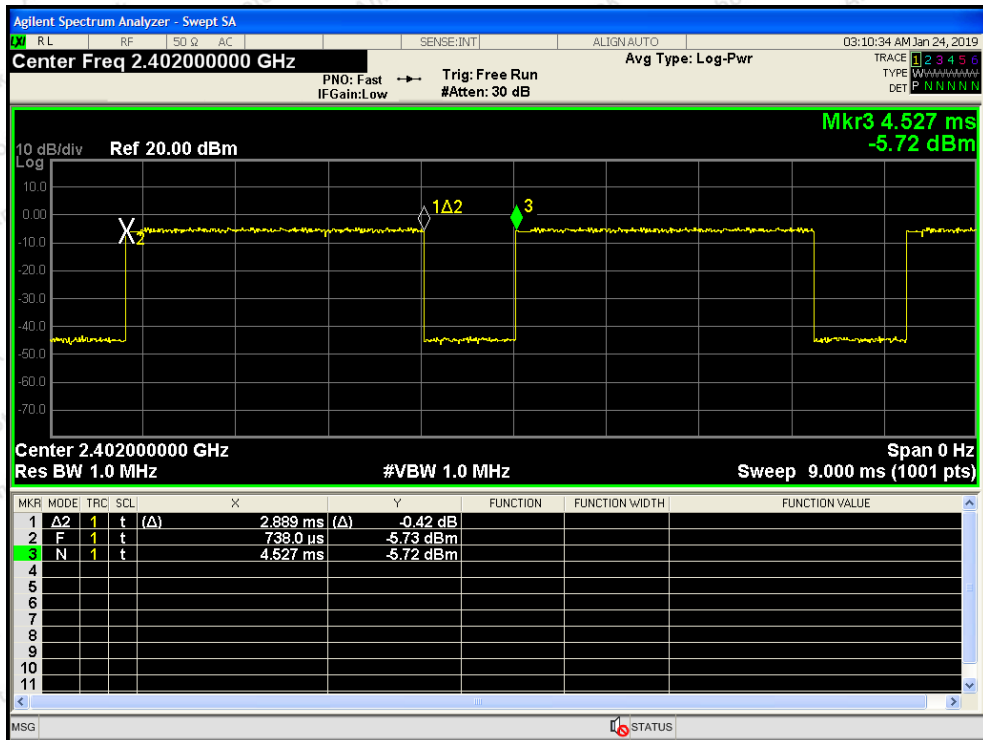 Agilent Spectrum Analyzer - Swept SA
LXI RL RF 50 Ω AC SENSE:INT ALIGN AUTO 03:10:34 AM Jan 24, 2019
Center Freq 2.402000000 GHz Avg Type: Log-Pwr TRACE 1 2 3 4 5 6
PNO: Fast Trig: Free Run TYPE WWWWWW
IFGain:Low #Atten: 30 dB DET P N N N N N
Mkr3 4.527 ms
10 dB/div Ref 20.00 dBm -5.72 dBm
Log
10.0
0.00 1Δ2 3
-10.0 X2
-20.0
-30.0
-40.0
-50.0
-60.0
-70.0
Center 2.402000000 GHz Span 0 Hz
Res BW 1.0 MHz #VBW 1.0 MHz Sweep 9.000 ms (1001 pts)
MKR MODE TRC SCL X Y FUNCTION FUNCTION WIDTH FUNCTION VALUE
1 Δ2 1 t (Δ) 2.889 ms (Δ) -0.42 dB
2 F 1 t 738.0 µs -5.73 dBm
3 N 1 t 4.527 ms -5.72 dBm
4
5
6
7
8
9
10
11
MSG STATUS